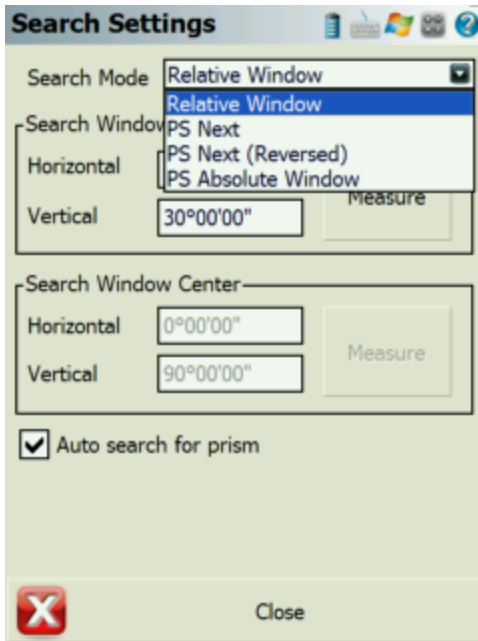 Search Settings
Search Mode Relative Window
Relative Window
PS Next
PS Next (Reversed)
PS Absolute Window
Search Window
Horizontal
Vertical 30°00'00" Measure
Search Window Center
Horizontal 0°00'00"
Vertical 90°00'00" Measure
Auto search for prism
Close